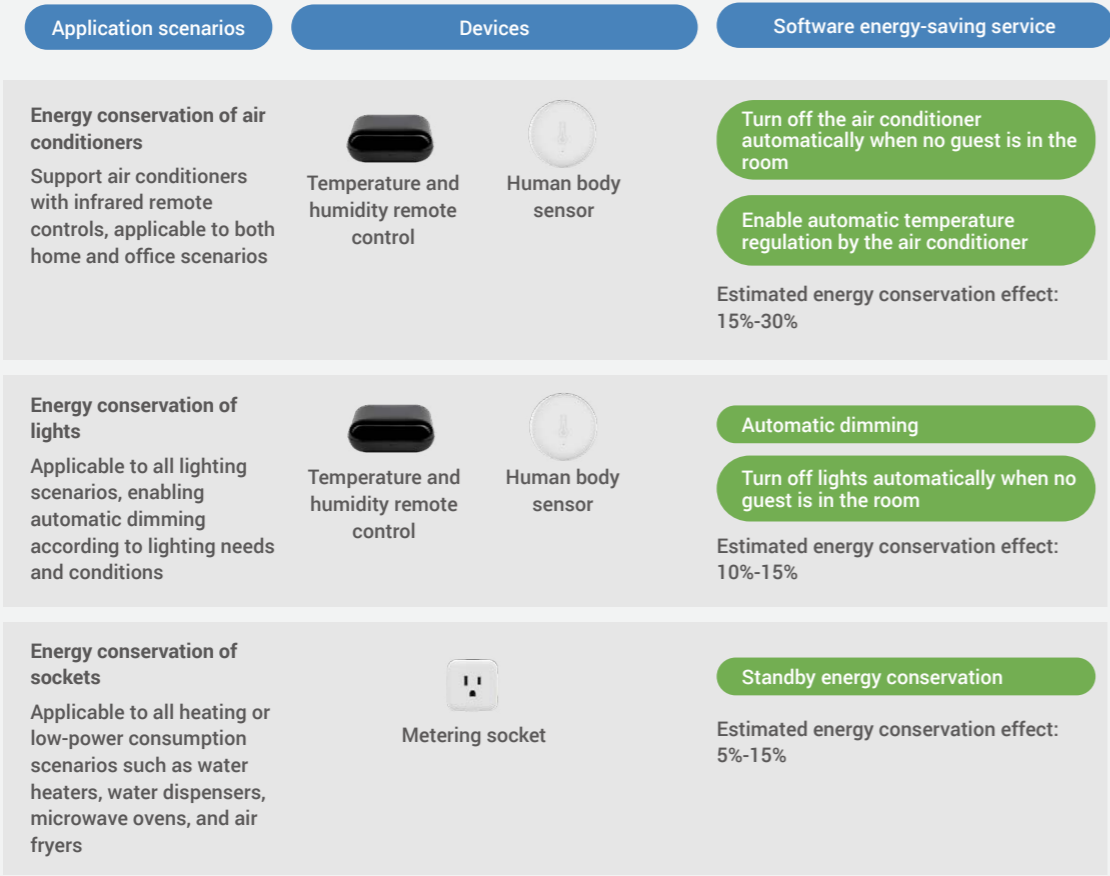 Application scenarios
Devices
Software energy-saving service
Energy conservation of air
conditioners
Support air conditioners
with infrared remote
controls, applicable to both
home and office scenarios
Temperature and
humidity remote
control
Human body
sensor
Turn off the air conditioner
automatically when no guest is in the
room
Enable automatic temperature
regulation by the air conditioner
Estimated energy conservation effect:
15%-30%
Energy conservation of
lights
Applicable to all lighting
scenarios, enabling
automatic dimming
according to lighting needs
and conditions
Temperature and
humidity remote
control
Human body
sensor
Automatic dimming
Turn off lights automatically when no
guest is in the room
Estimated energy conservation effect:
10%-15%
Energy conservation of
sockets
Applicable to all heating or
low-power consumption
scenarios such as water
heaters, water dispensers,
microwave ovens, and air
fryers
Metering socket
Standby energy conservation
Estimated energy conservation effect:
5%-15%